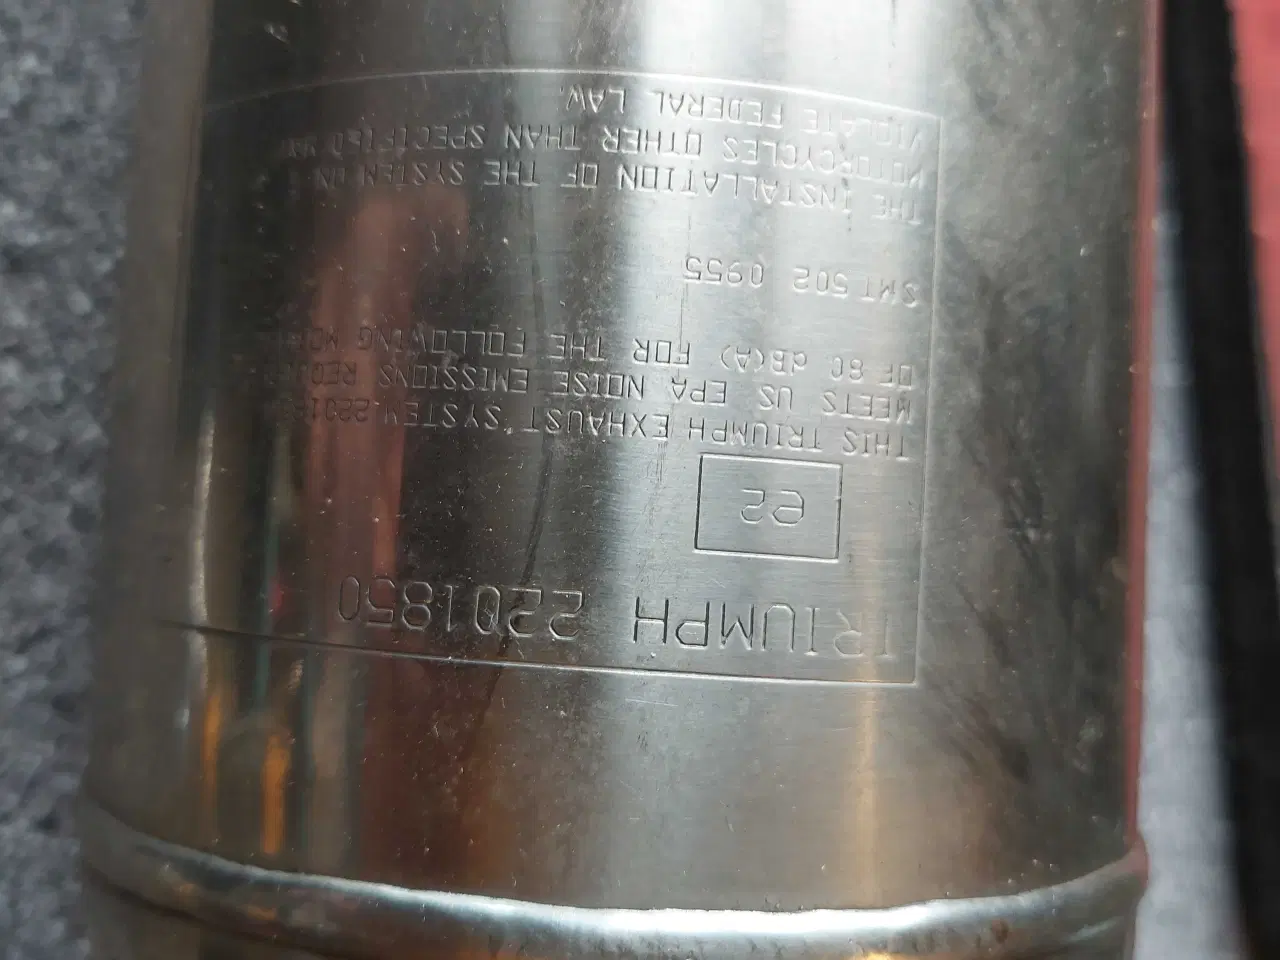 TRIUMPH 2201850
e2
THIS TRIUMPH EXHAUST SYSTEM
MEETS US EPA NOISE EMISSIONS
OF 80 dB(A) FOR THE FOLLOWING
SMT 502 0955
THE INSTALLATION OF THE SYSTEM ON
MOTORCYCLES OTHER THAN SPECIFIED
VIOLATE FEDERAL LAW.